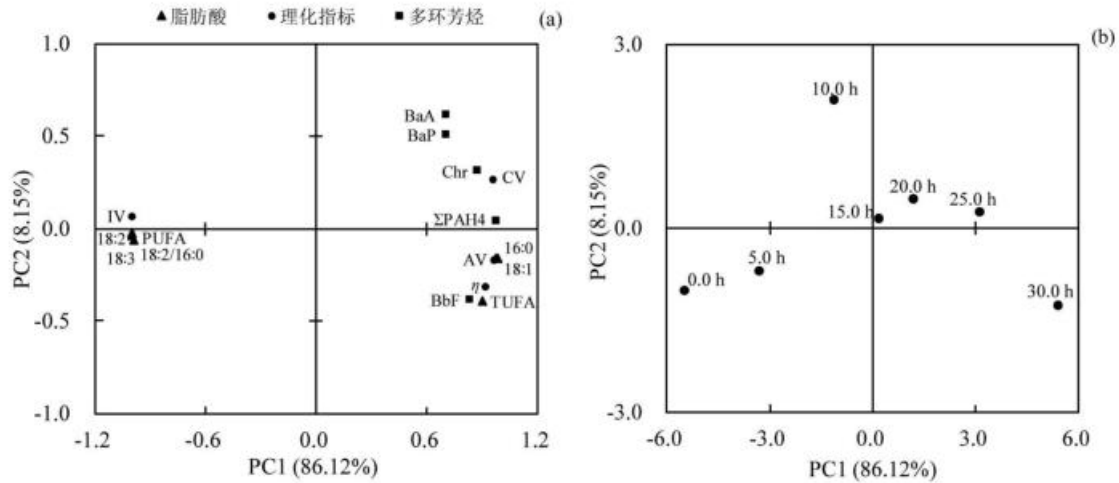 ▲脂肪酸 ●理化指标 ■多环芳烃 (a)
1.0
0.5
0.0
-0.5
-1.0
PC2 (8.15%)
BaA
BaP
Chr
CV
ΣPAH4
IV
18:2
PUFA
18:3
18:2/16:0
16:0
AV
18:1
η
BbF
TUFA
-1.2 -0.6 0.0 0.6 1.2
PC1 (86.12%)
(b)
3.0
0.0
-3.0
PC2 (8.15%)
10.0 h
20.0 h
25.0 h
15.0 h
5.0 h
0.0 h
30.0 h
-6.0 -3.0 0.0 3.0 6.0
PC1 (86.12%)